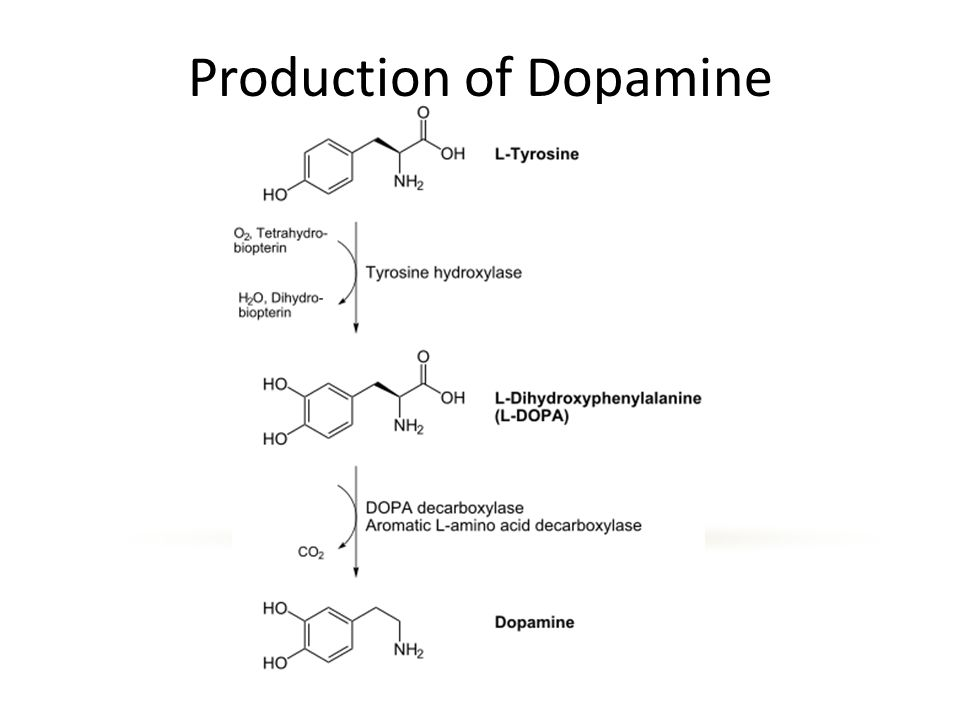 Production of Dopamine
O
OH
L-Tyrosine
NH₂
HO
O₂, Tetrahydro-
biopterin
Tyrosine hydroxylase
H₂O, Dihydro-
biopterin
O
HO
OH
L-Dihydroxyphenylalanine
(L-DOPA)
NH₂
HO
DOPA decarboxylase
Aromatic L-amino acid decarboxylase
CO₂
HO
Dopamine
NH₂
HO